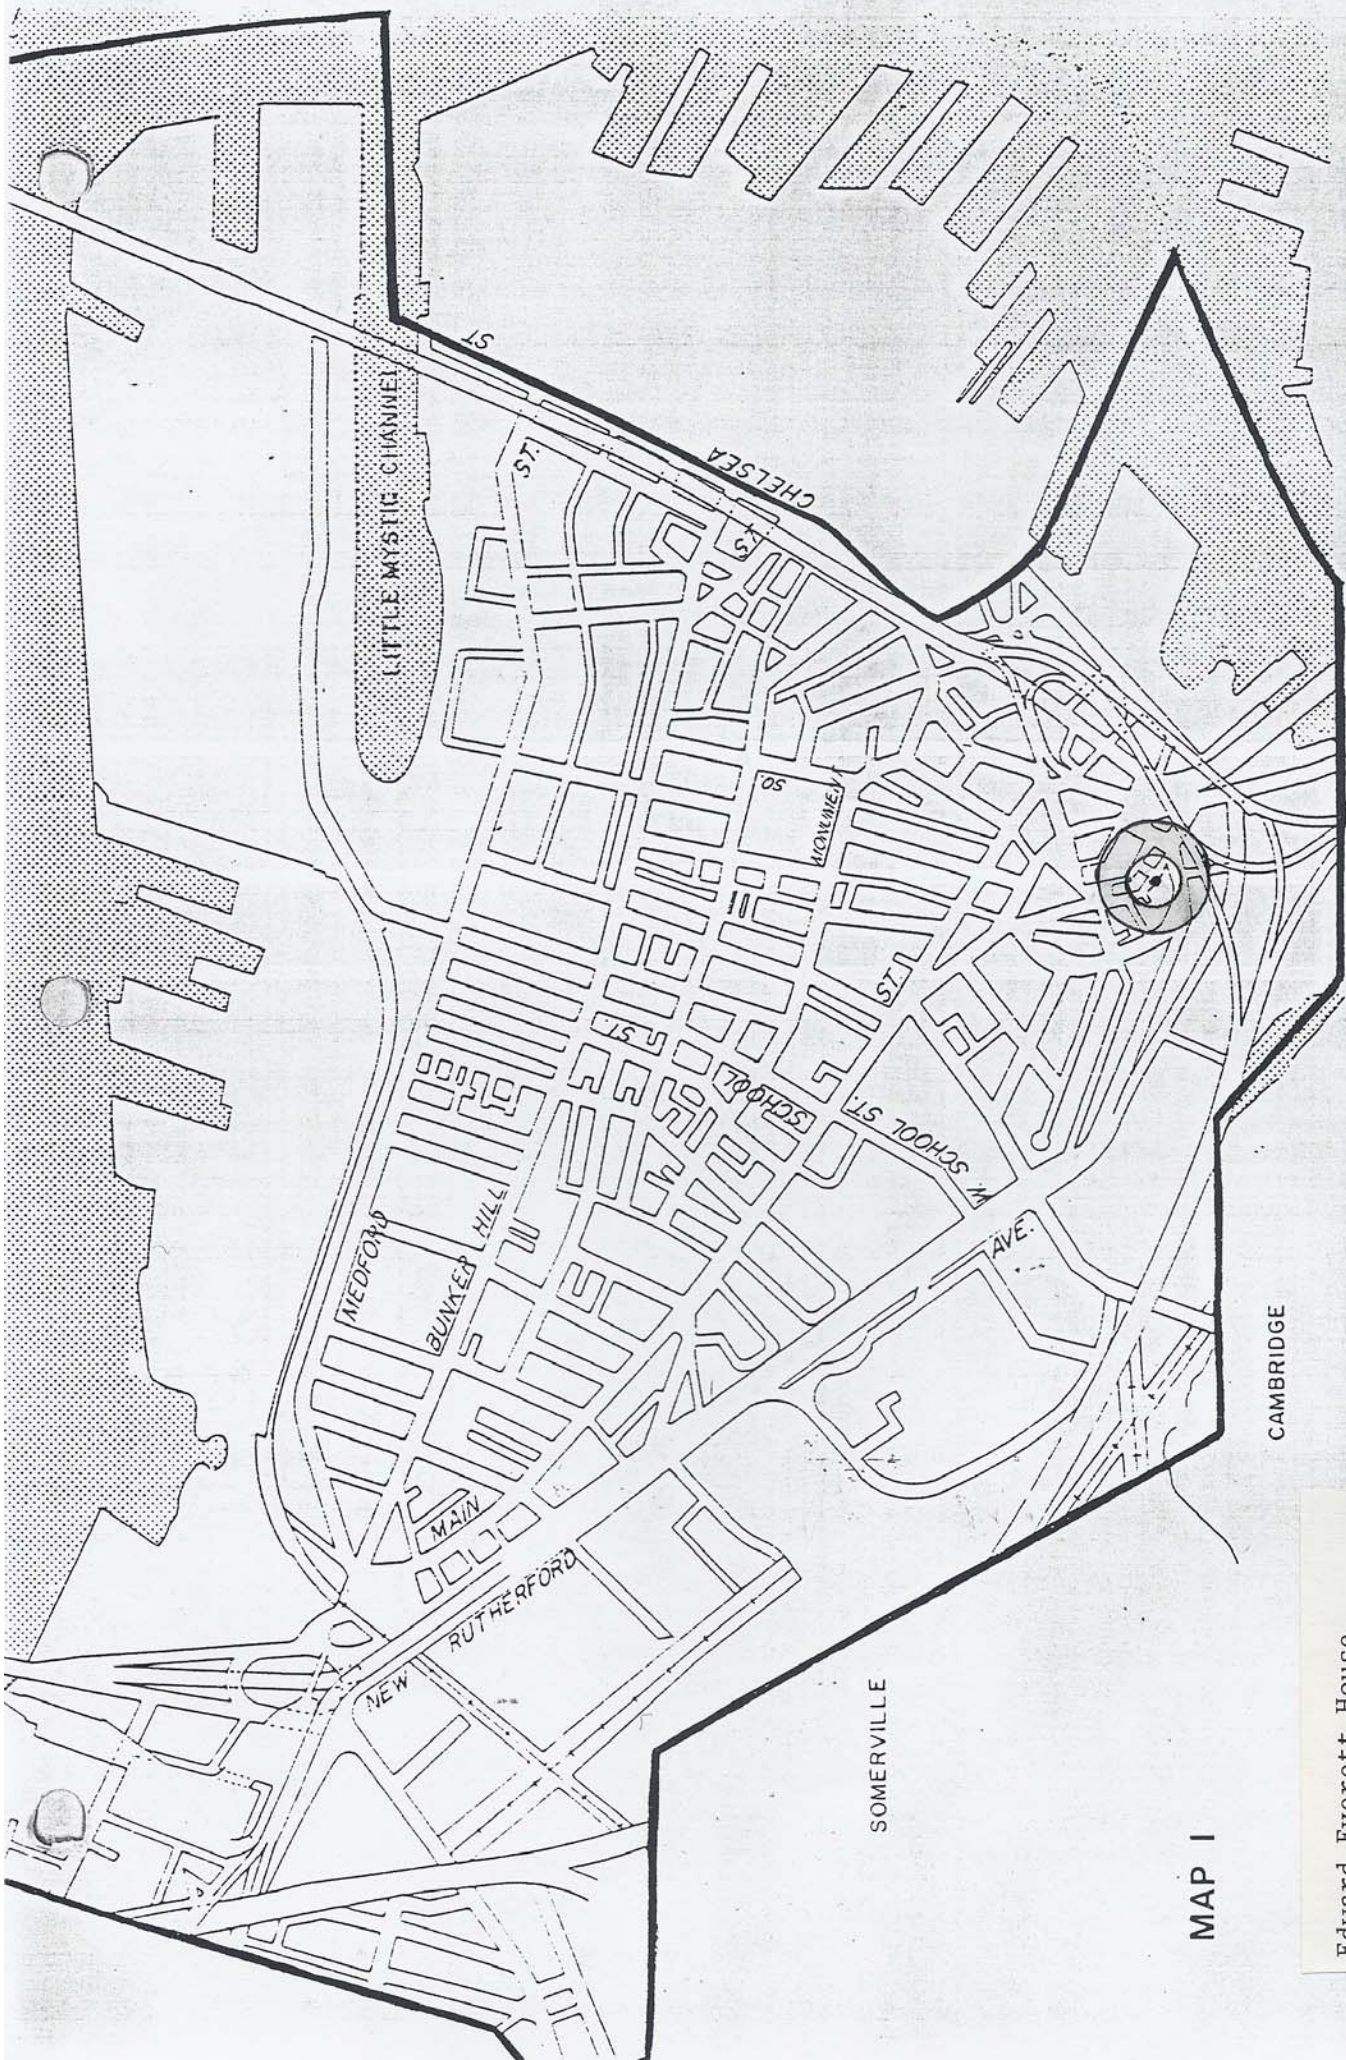 LITTLE MYSTIC CHANNEL
CHELSEA ST
MEDFORD ST.
BUNKER HILL ST.
MONUMENT SQ.
SCHOOL ST.
MAIN ST.
W. SCHOOL ST.
NEW RUTHERFORD AVE.
SOMERVILLE
CAMBRIDGE
MAP I
Edward Everett House